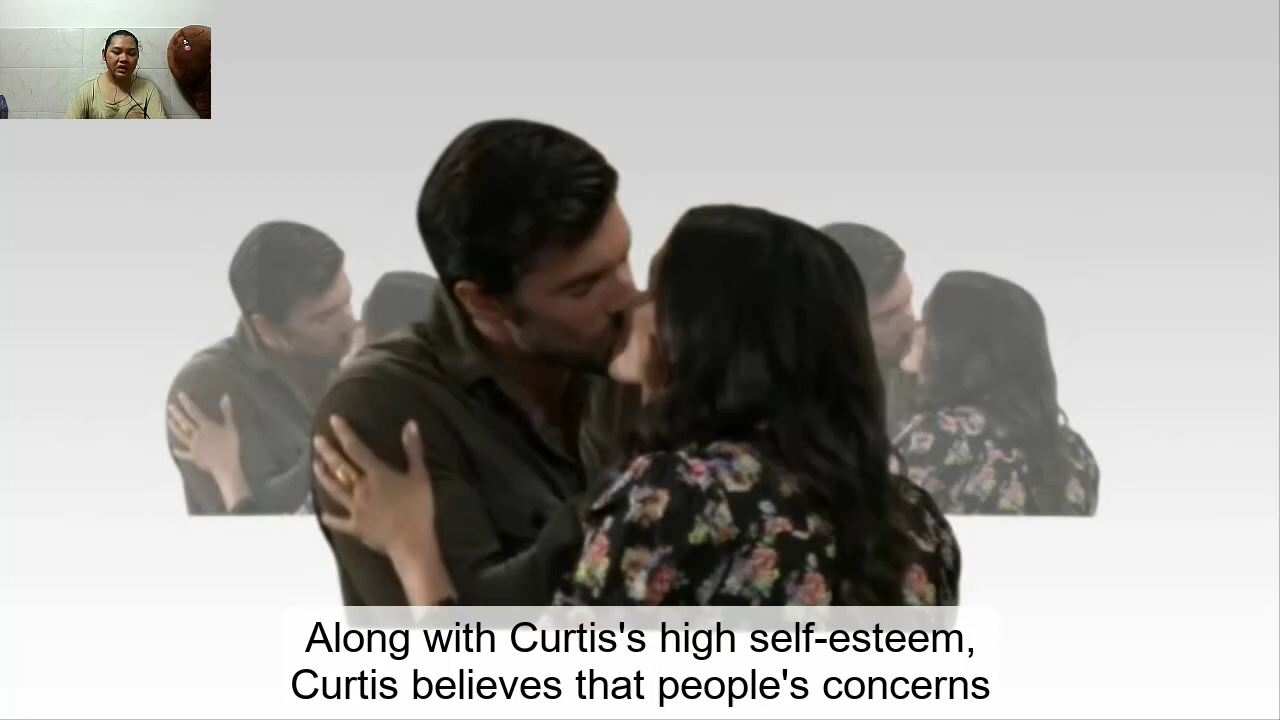 Along with Curtis's high self-esteem,
Curtis believes that people's concerns